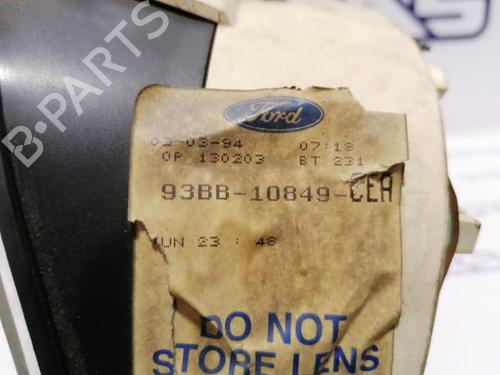 Ford
03-03-94 07:18
OP 130203 BT 231
93BB-10849-CEA
UN 23 : 48
DO NOT
STORE LENS
B-PARTS